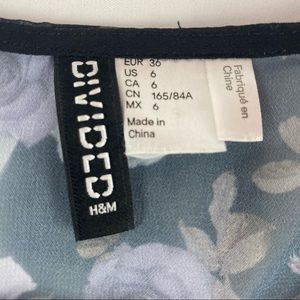 DIVIDED
H&M
EUR 36
US 6
CA 6
CN 165/84A
MX 6
Made in
China
Fabriqué en
Chine